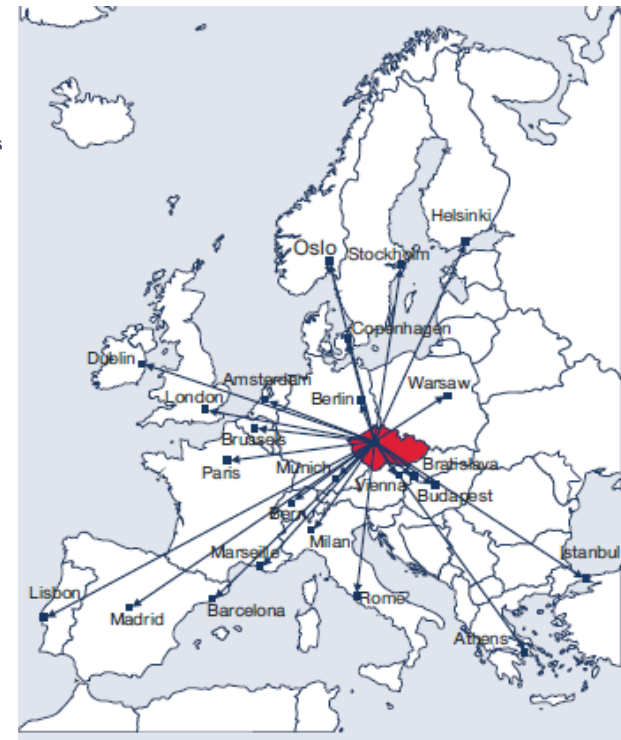 s
Helsinki
Oslo
Stockholm
Copenhagen
Dublin
Amsterdam
Warsaw
London
Berlin
Brussels
Paris
Munich
Bratislava
Vienna
Budapest
Bern
Milan
Marseille
Istanbul
Lisbon
Rome
Barcelona
Madrid
Athens